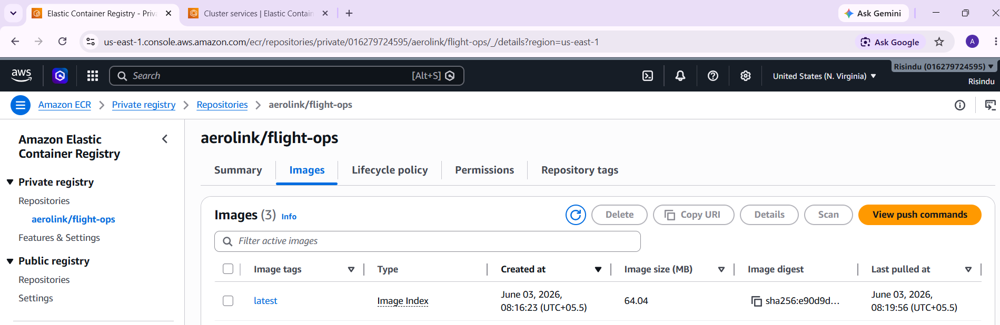 Elastic Container Registry - Priva
Cluster services | Elastic Contain
Ask Gemini
us-east-1.console.aws.amazon.com/ecr/repositories/private/016279724595/aerolink/flight-ops/_/details?region=us-east-1
Ask Google
A
aws
Search
[Alt+S]
United States (N. Virginia)
Risindu (016279724595)
Risindu
Amazon ECR
Private registry
Repositories
aerolink/flight-ops
Amazon Elastic
Container Registry
Private registry
Repositories
aerolink/flight-ops
Features & Settings
Public registry
Repositories
Settings
aerolink/flight-ops
Summary
Images
Lifecycle policy
Permissions
Repository tags
Images (3) Info
Delete
Copy URI
Details
Scan
View push commands
Filter active images
Image tags
Type
Created at
Image size (MB)
Image digest
Last pulled at
latest
Image Index
June 03, 2026,
08:16:23 (UTC+05.5)
64.04
sha256:e90d9d...
June 03, 2026,
08:19:56 (UTC+05.5)